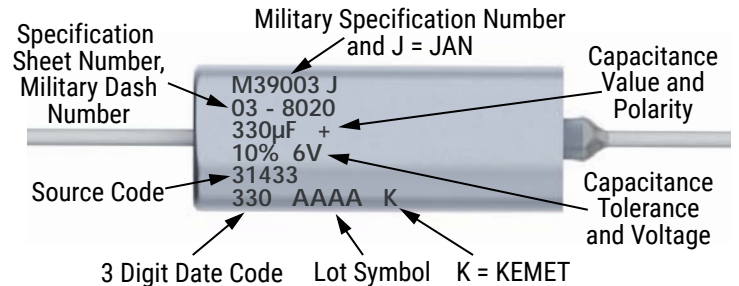 Military Specification Number
and J = JAN
Specification
Sheet Number,
Military Dash
Number
Capacitance
Value and
Polarity
M39003 J
03 - 8020
330µF +
10% 6V
31433
330 AAAA K
Source Code
Capacitance
Tolerance
and Voltage
3 Digit Date Code
Lot Symbol
K = KEMET